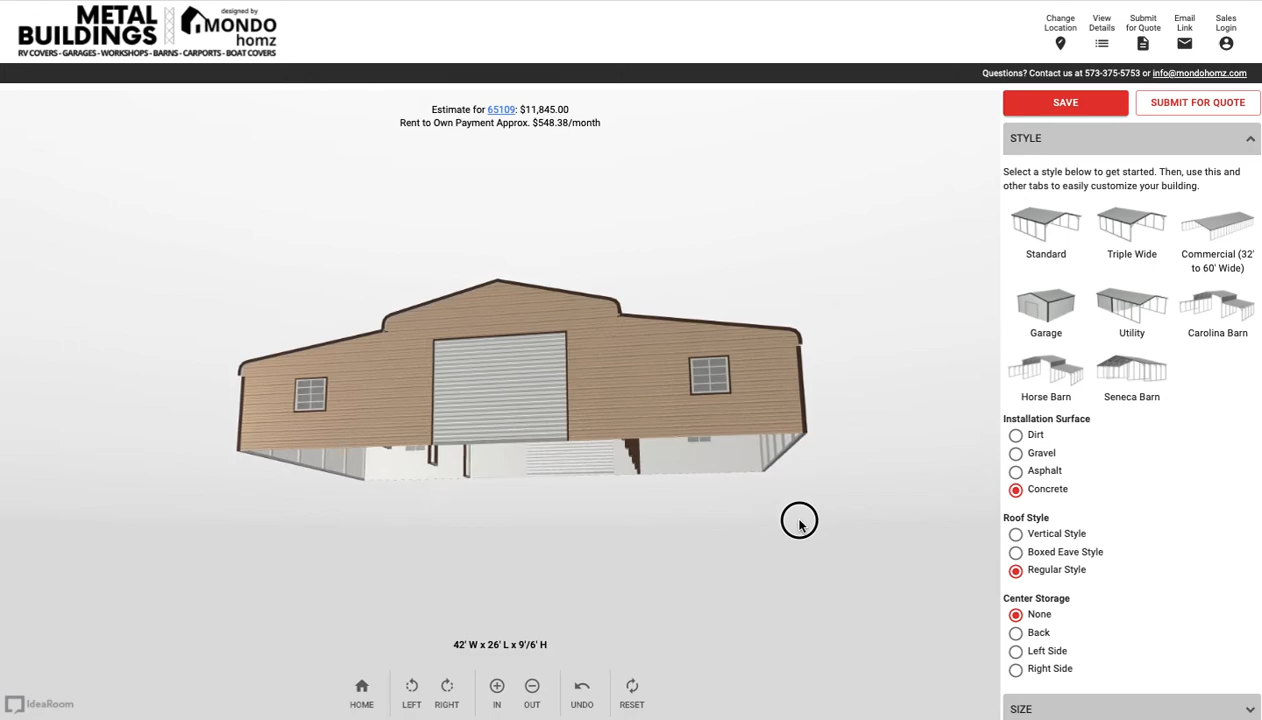 METAL
BUILDINGS
designed by
MONDO
homz
RV COVERS - GARAGES - WORKSHOPS - BARNS - CARPORTS - BOAT COVERS
Change Location
View Details
Submit for Quote
Email Link
Sales Login
Questions? Contact us at 573-375-5753 or info@mondohomz.com
Estimate for 65109: $11,845.00
Rent to Own Payment Approx. $548.38/month
SAVE
SUBMIT FOR QUOTE
STYLE
Select a style below to get started. Then, use this and
other tabs to easily customize your building.
Standard
Triple Wide
Commercial (32'
to 60' Wide)
Garage
Utility
Carolina Barn
Horse Barn
Seneca Barn
Installation Surface
Dirt
Gravel
Asphalt
Concrete
Roof Style
Vertical Style
Boxed Eave Style
Regular Style
Center Storage
None
Back
Left Side
Right Side
SIZE
42' W x 26' L x 9'/6' H
HOME
LEFT
RIGHT
IN
OUT
UNDO
RESET
IdeaRoom